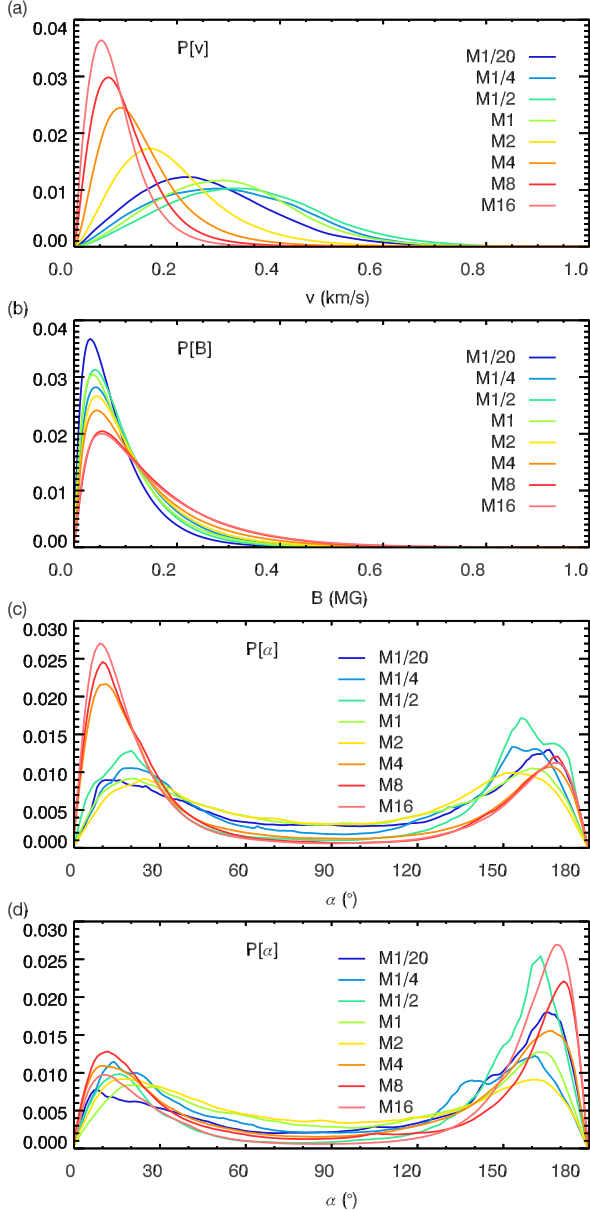 (a)
P[v]
0.04
0.03
0.02
0.01
0.00
M1/20
M1/4
M1/2
M1
M2
M4
M8
M16
0.0 0.2 0.4 0.6 0.8 1.0
v (km/s)
(b)
P[B]
0.04
0.03
0.02
0.01
0.00
M1/20
M1/4
M1/2
M1
M2
M4
M8
M16
0.0 0.2 0.4 0.6 0.8 1.0
B (MG)
(c)
P[α]
0.030
0.025
0.020
0.015
0.010
0.005
0.000
M1/20
M1/4
M1/2
M1
M2
M4
M8
M16
0 30 60 90 120 150 180
α (°)
(d)
P[α]
0.030
0.025
0.020
0.015
0.010
0.005
0.000
M1/20
M1/4
M1/2
M1
M2
M4
M8
M16
0 30 60 90 120 150 180
α (°)